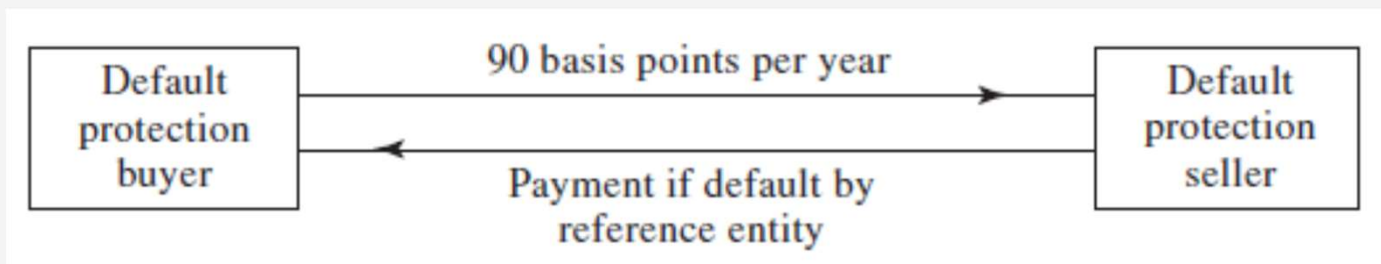 Default
protection
buyer
90 basis points per year
Payment if default by
reference entity
Default
protection
seller